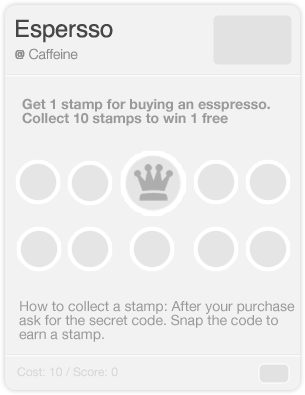 Espersso
@ Caffeine
Get 1 stamp for buying an esspresso.
Collect 10 stamps to win 1 free
How to collect a stamp: After your purchase
ask for the secret code. Snap the code to
earn a stamp.
Cost: 10 / Score: 0